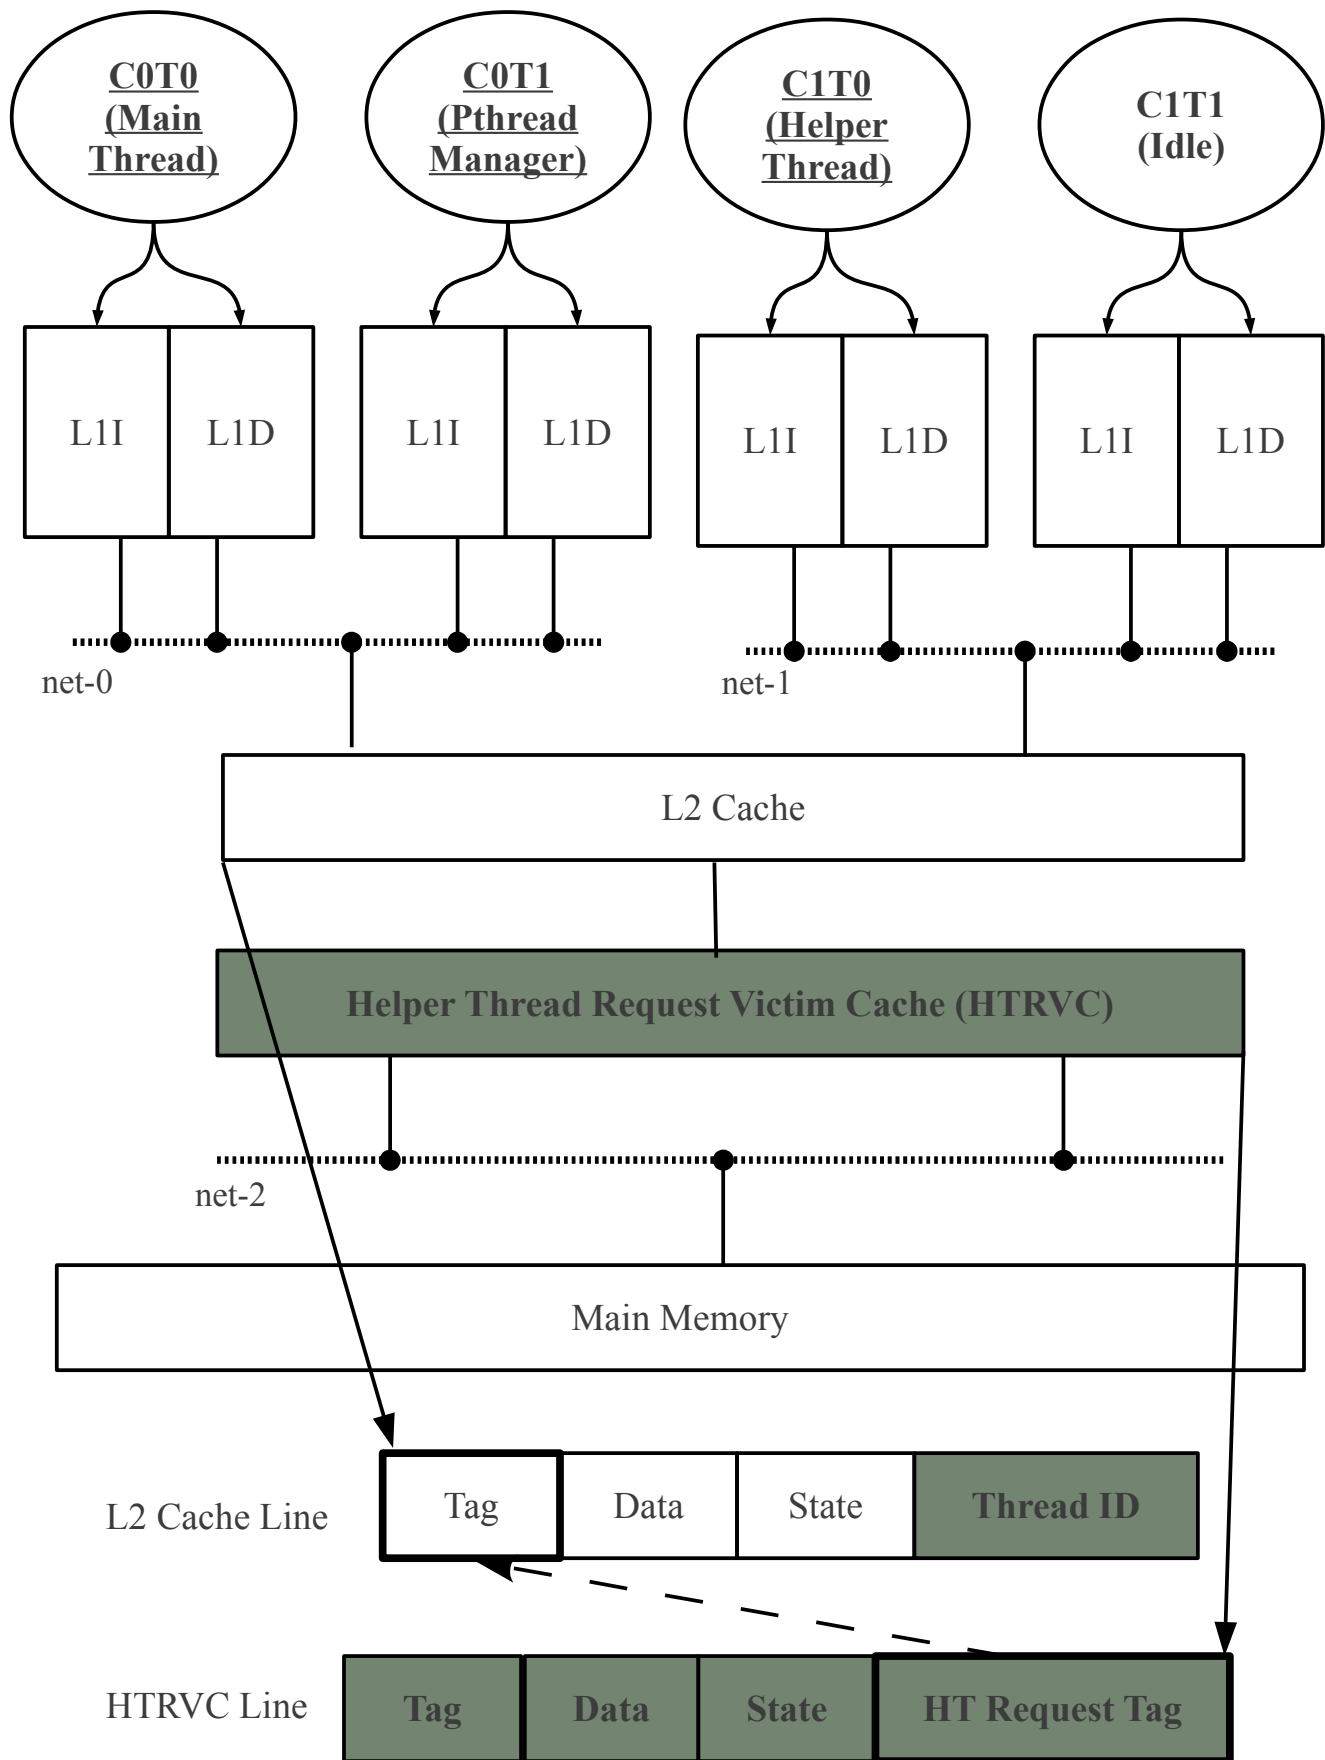 C0T0
(Main
Thread)
C0T1
(Pthread
Manager)
C1T0
(Helper
Thread)
C1T1
(Idle)
L1I
L1D
L1I
L1D
L1I
L1D
L1I
L1D
net-0
net-1
L2 Cache
Helper Thread Request Victim Cache (HTRVC)
net-2
Main Memory
L2 Cache Line
Tag
Data
State
Thread ID
HTRVC Line
Tag
Data
State
HT Request Tag